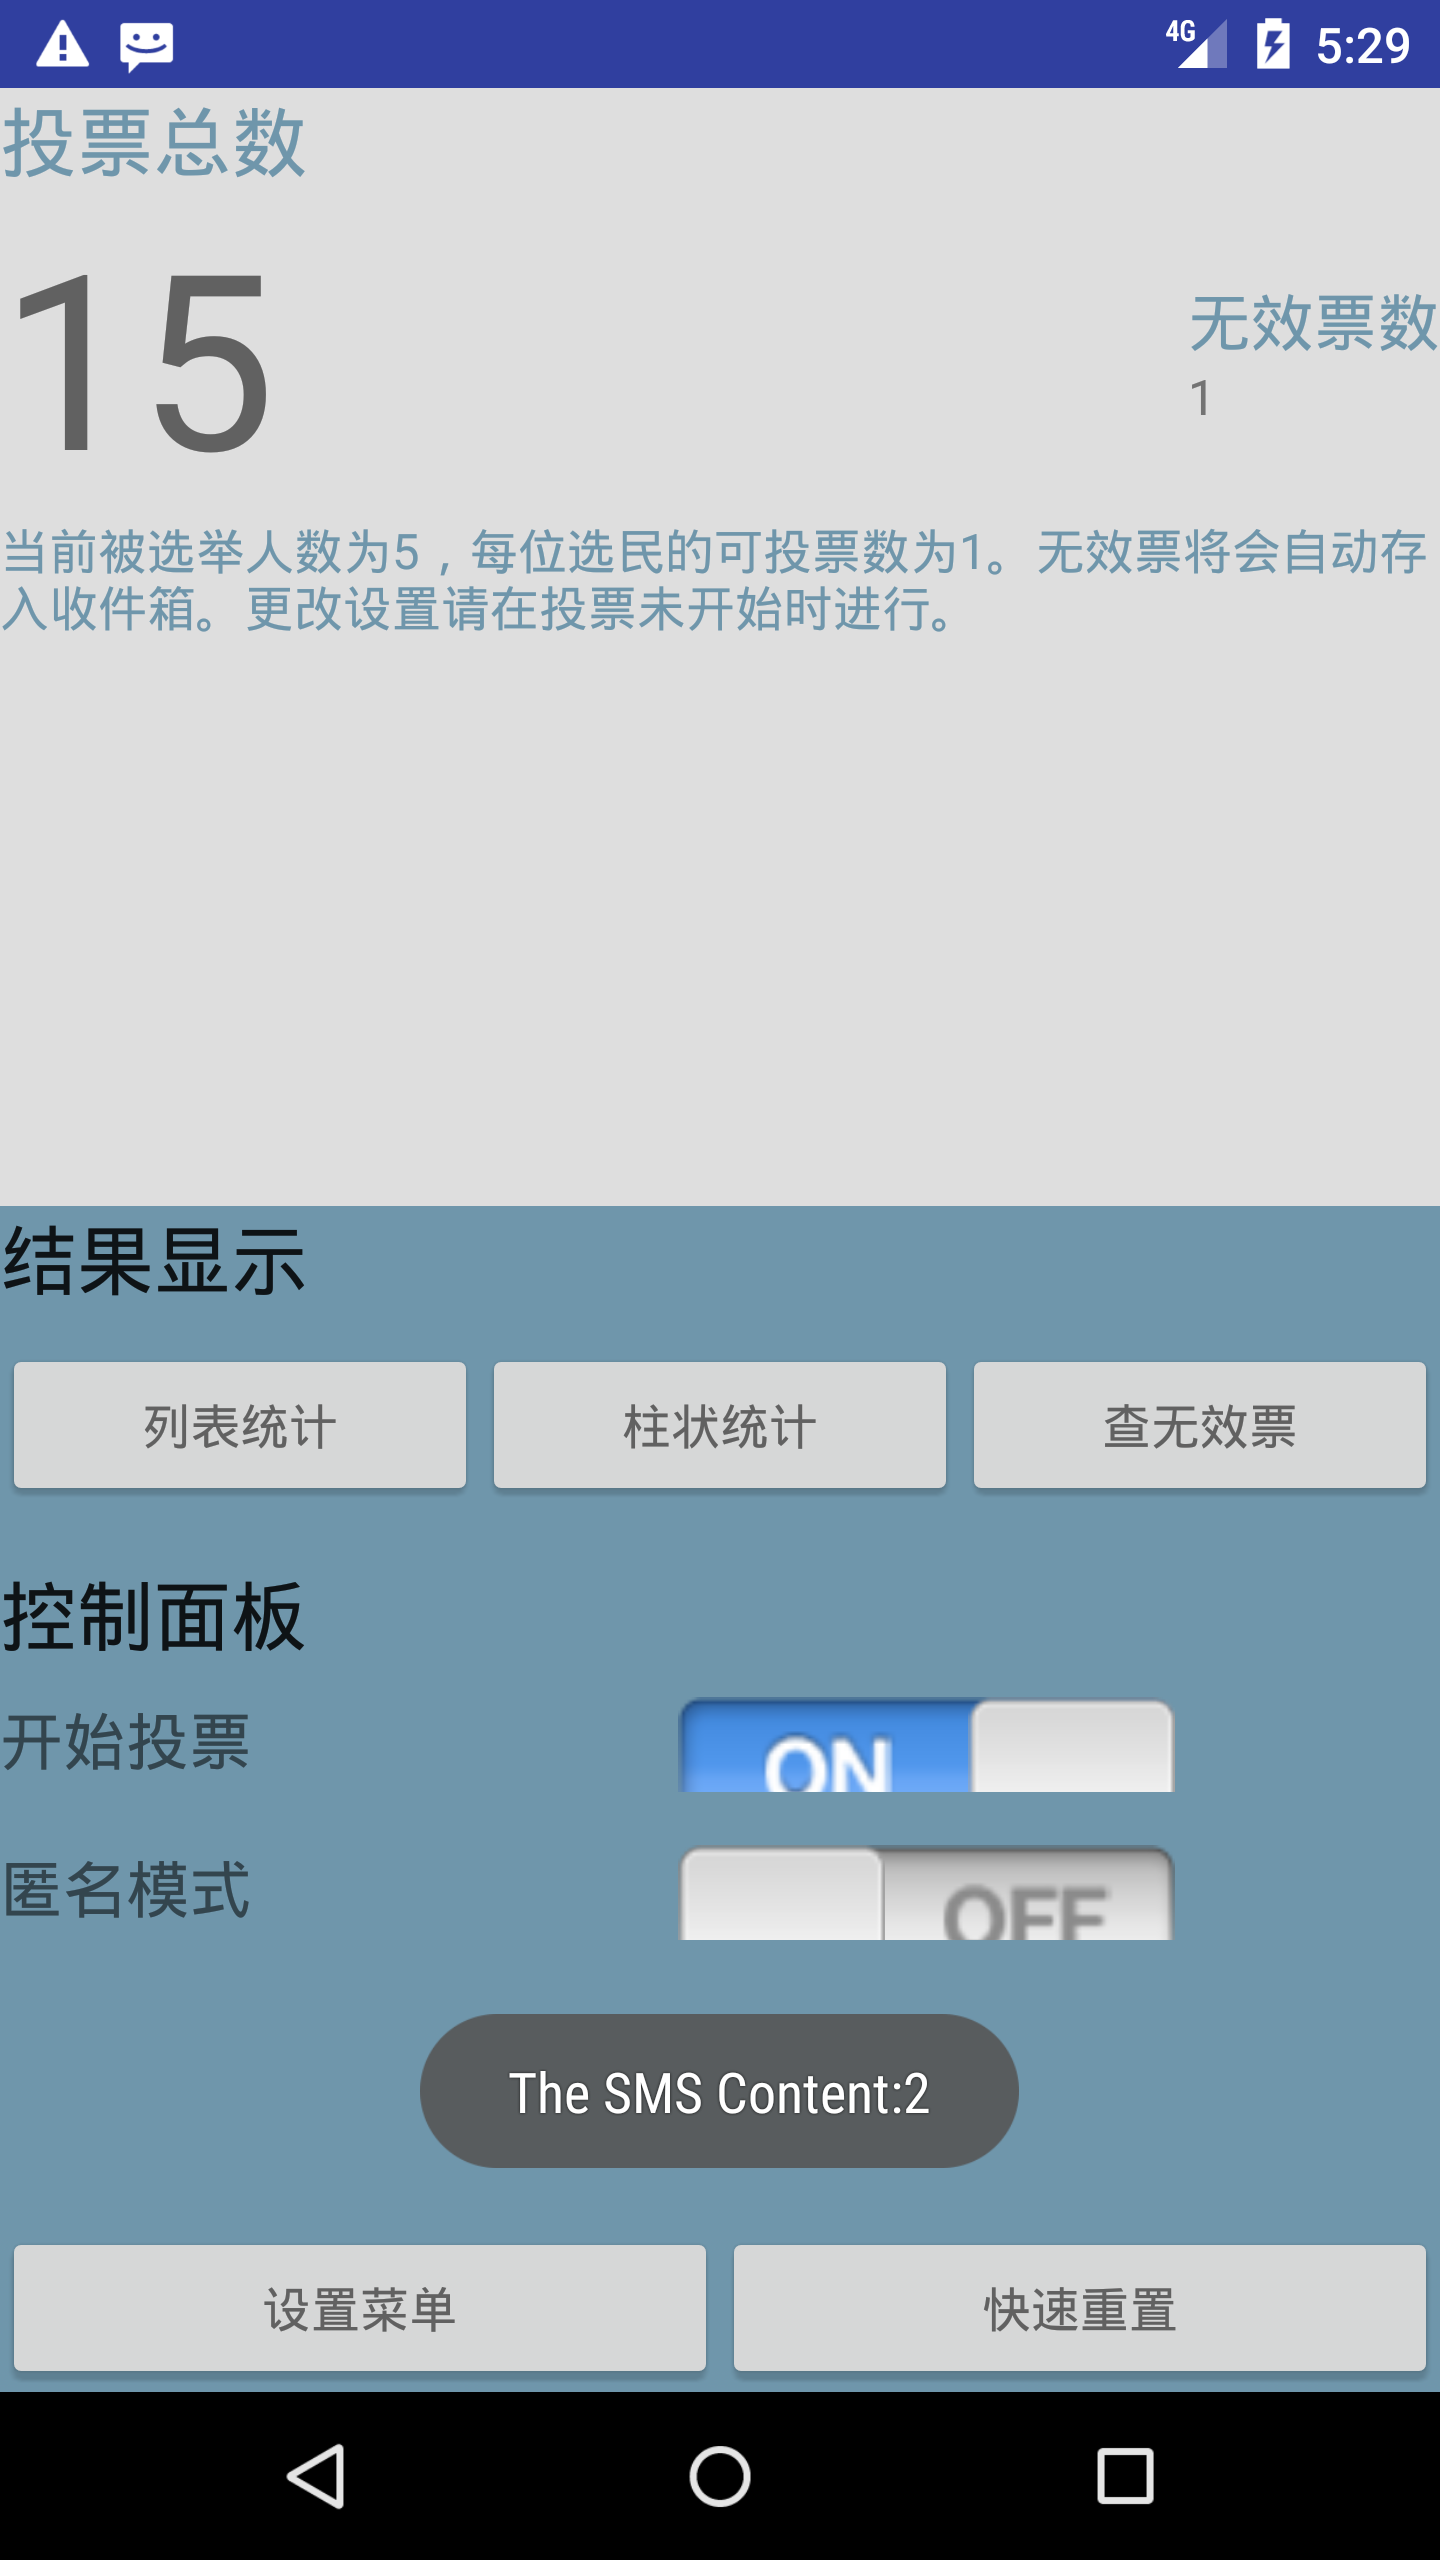 4G 5:29
投票总数
15
无效票数
1
当前被选举人数为5，每位选民的可投票数为1。无效票将会自动存
入收件箱。更改设置请在投票未开始时进行。
结果显示
列表统计 柱状统计 查无效票
控制面板
开始投票 ON
匿名模式 OFF
The SMS Content:2
设置菜单 快速重置